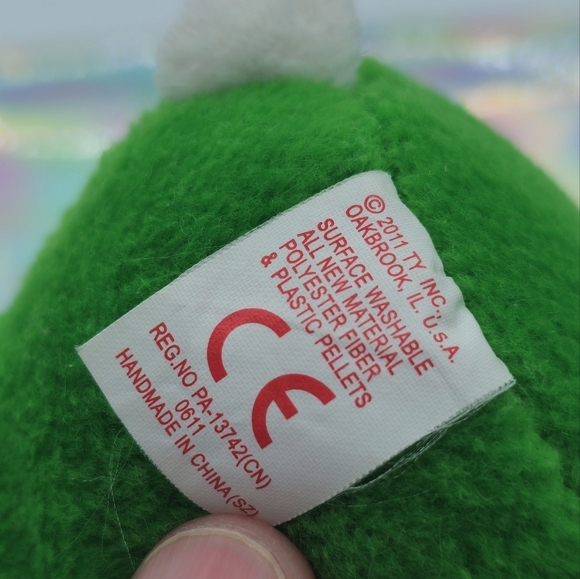 © 2011 TY INC.,
OAKBROOK, IL. U.S.A.
SURFACE WASHABLE
ALL NEW MATERIAL
POLYESTER FIBER
& PLASTIC PELLETS
CE
REG.NO PA-13742(CN)
0611
HANDMADE IN CHINA(SZ)